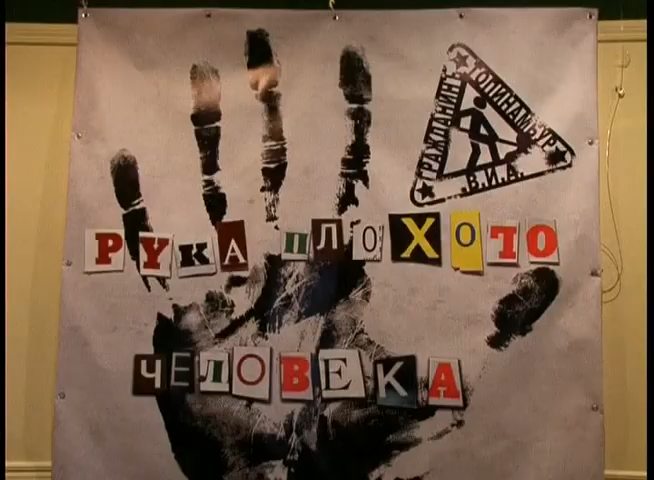 ГРАЖДАНИН
ТОПИНАМБУР
В.И.А.
РУКА ПЛОХОГО
ЧЕЛОВЕКА